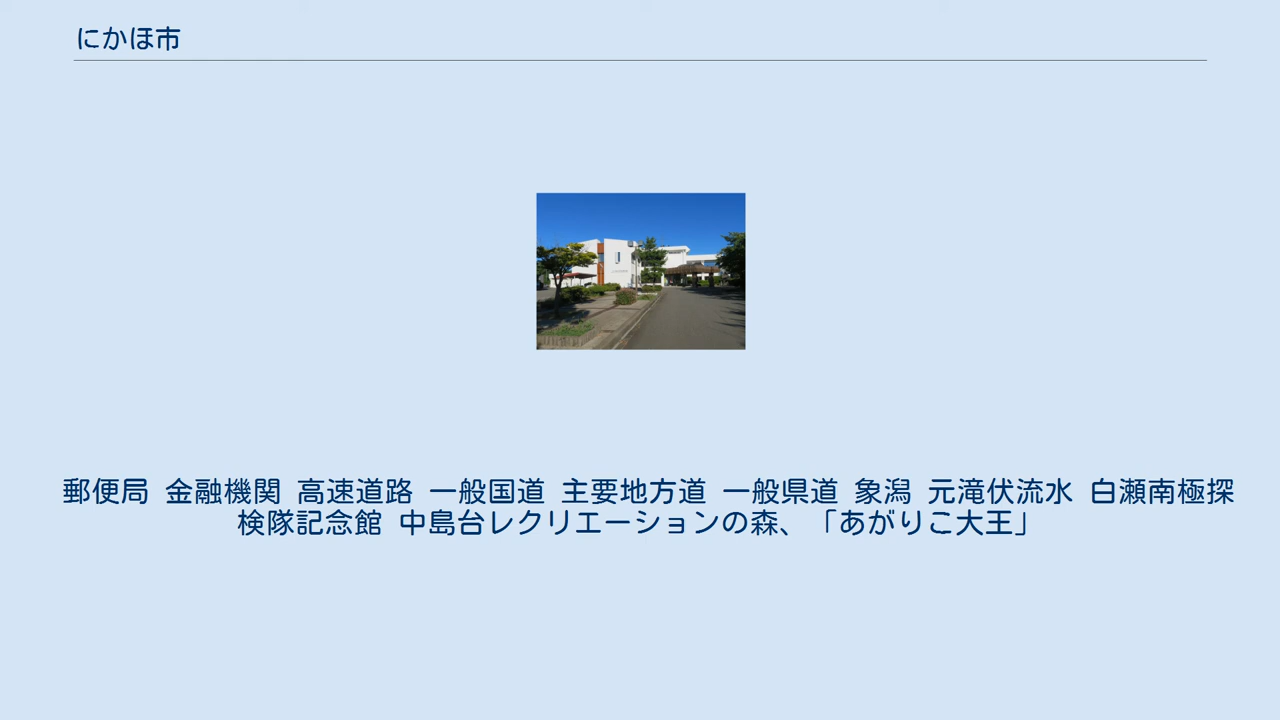 にかほ市
郵便局 金融機関 高速道路 一般国道 主要地方道 一般県道 象潟 元滝伏流水 白瀬南極探
検隊記念館 中島台レクリエーションの森、「あがりこ大王」